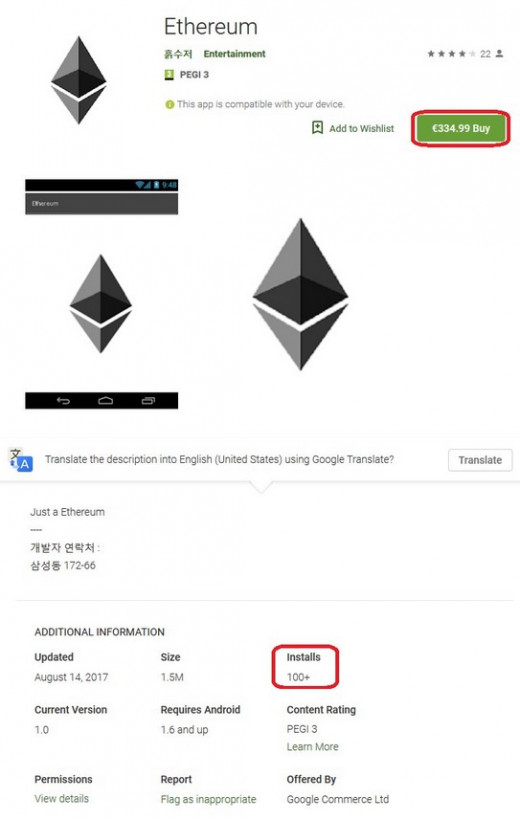 Ethereum
흙수저 Entertainment
22
PEGI 3
This app is compatible with your device.
Add to Wishlist
€334.99 Buy
9:48
Ethereum
Translate the description into English (United States) using Google Translate?
Translate
Just a Ethereum
----
개발자 연락처 :
삼성동 172-66
ADDITIONAL INFORMATION
Updated
Size
Installs
August 14, 2017
1.5M
100+
Current Version
Requires Android
Content Rating
1.0
1.6 and up
PEGI 3
Learn More
Permissions
Report
Offered By
View details
Flag as inappropriate
Google Commerce Ltd